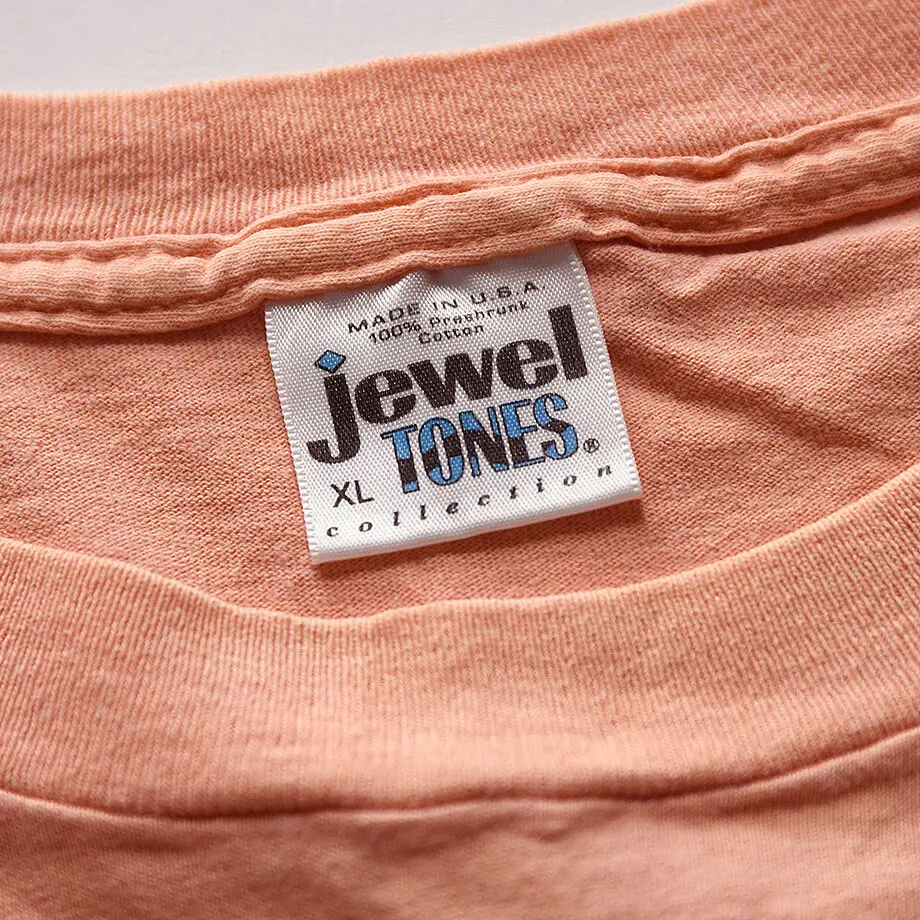 MADE IN U.S.A.
100% Preshrunk
Cotton
jewel
TONES®
XL
collection